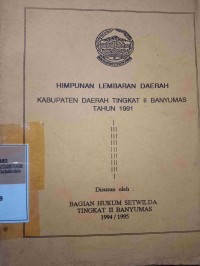 HIMPUNAN LEMBARAN DAERAH
KABUPATEN DAERAH TINGKAT II BANYUMAS
TAHUN 1991
Disusun oleh :
BAGIAN HUKUM SETWILDA
TINGKAT II BANYUMAS
1994 / 1995